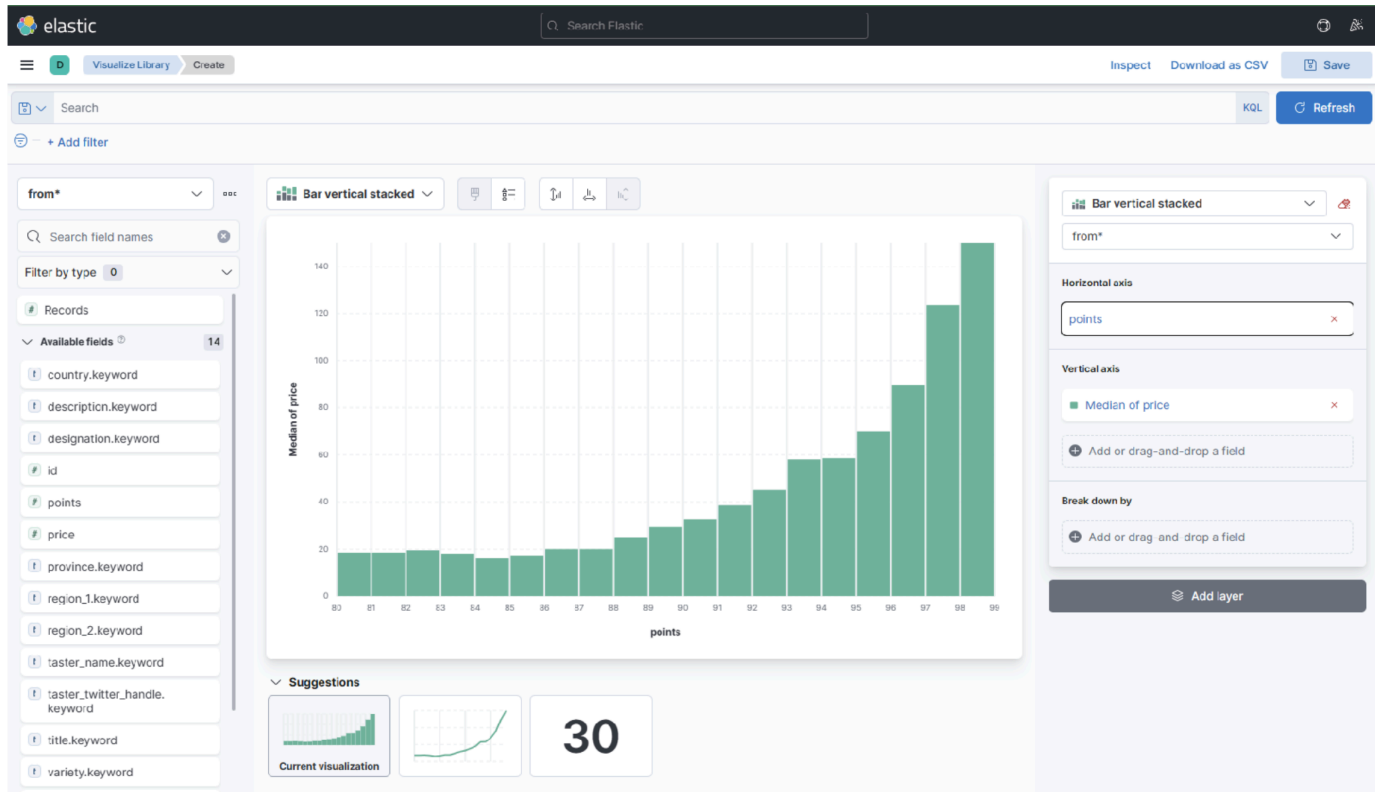 elastic
Search Elastic
D
Visualize Library
Create
Inspect
Download as CSV
Save
Search
KQL
Refresh
+ Add filter
from*
Bar vertical stacked
Search field names
Filter by type 0
# Records
Available fields 14
t country.keyword
t description.keyword
t designation.keyword
# id
# points
# price
t province.keyword
t region_1.keyword
t region_2.keyword
t taster_name.keyword
t taster_twitter_handle.
keyword
t title.keyword
t variety.keyword
Median of price
140
120
100
80
60
40
20
0
80 81 82 83 84 85 86 87 88 89 90 91 92 93 94 95 96 97 98 99
points
Suggestions
Current visualization
30
Bar vertical stacked
from*
Horizontal axis
points
Vertical axis
Median of price
Add or drag-and-drop a field
Break down by
Add or drag-and-drop a field
Add layer